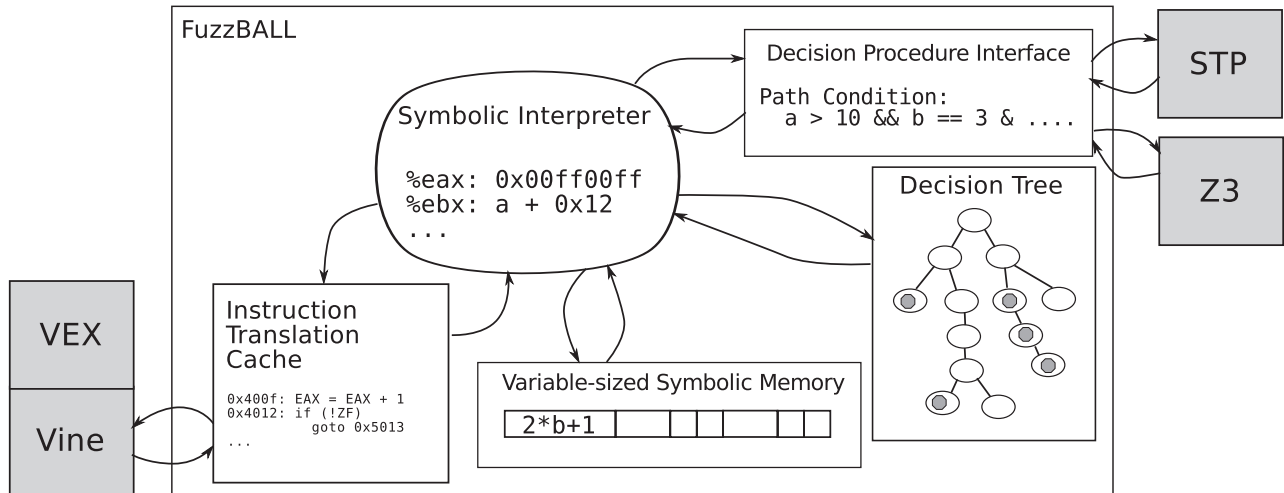 FuzzBALL
Decision Procedure Interface
Path Condition:
a > 10 && b == 3 & ....
STP
Z3
Symbolic Interpreter
%eax: 0x00ff00ff
%ebx: a + 0x12
...
Decision Tree
VEX
Vine
Instruction
Translation
Cache
0x400f: EAX = EAX + 1
0x4012: if (!ZF)
goto 0x5013
...
Variable-sized Symbolic Memory
2*b+1